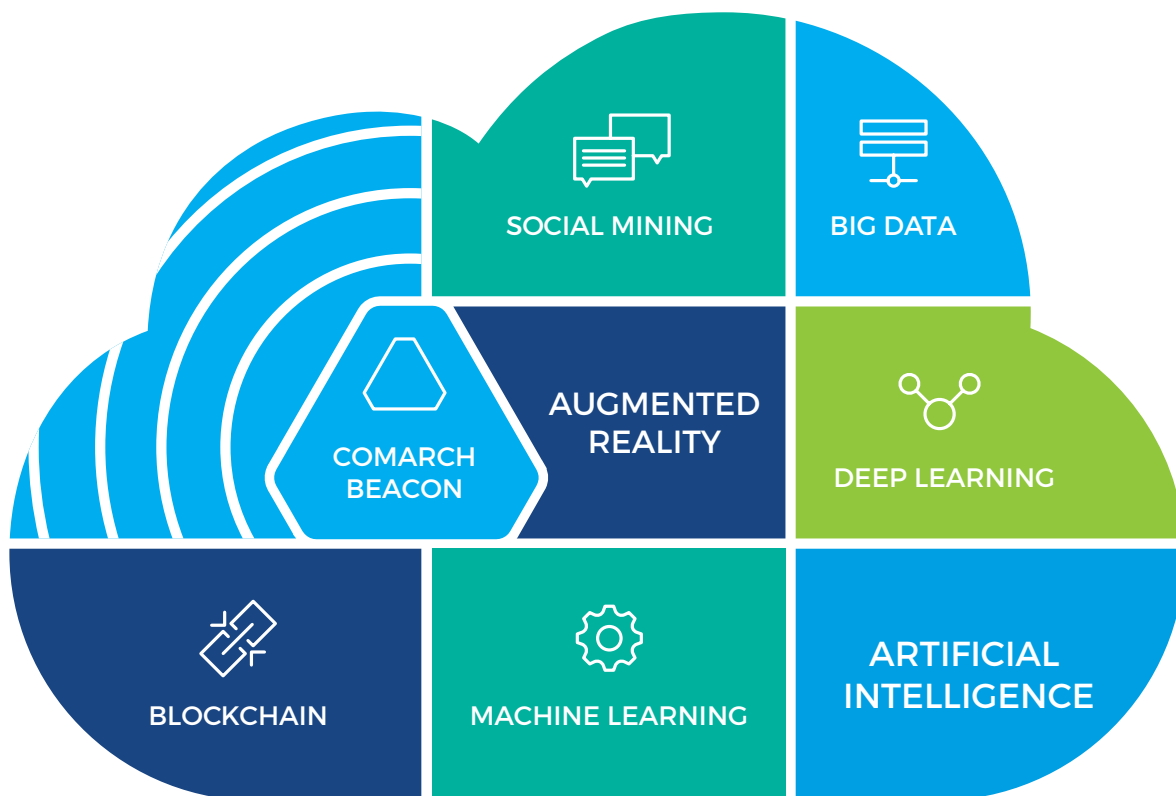 SOCIAL MINING
BIG DATA
COMARCH
BEACON
AUGMENTED
REALITY
DEEP LEARNING
BLOCKCHAIN
MACHINE LEARNING
ARTIFICIAL
INTELLIGENCE